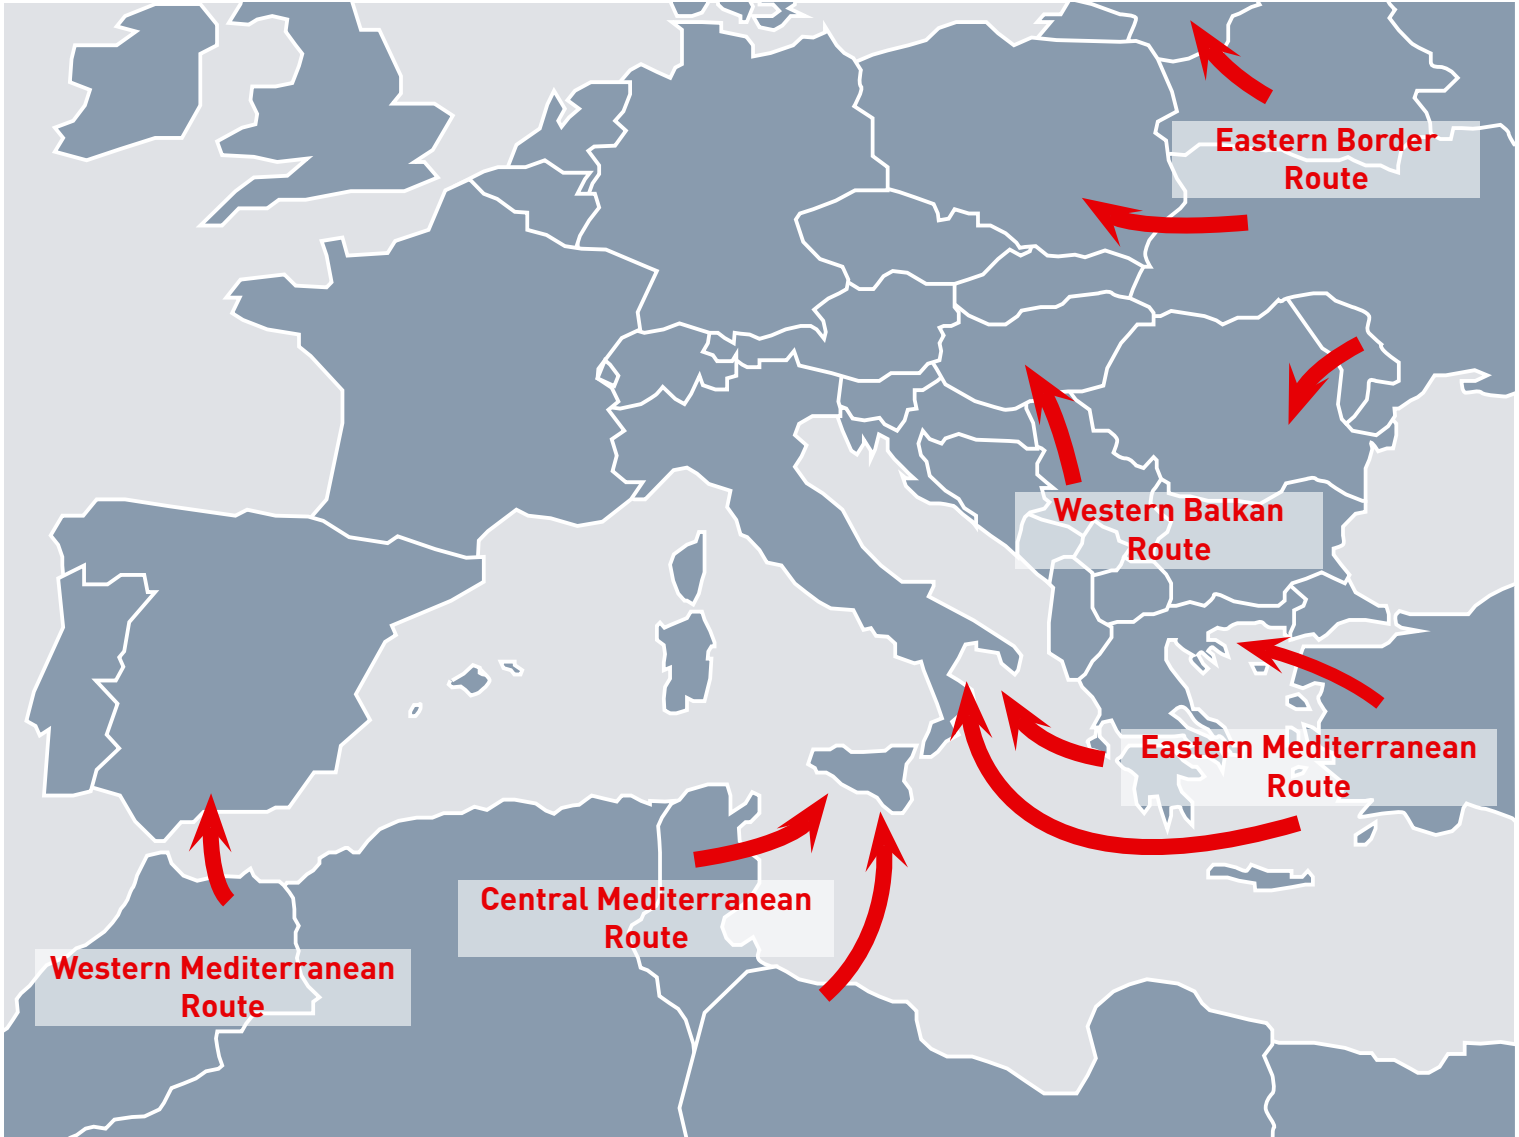 Eastern Border
Route
Western Balkan
Route
Eastern Mediterranean
Route
Central Mediterranean
Route
Western Mediterranean
Route